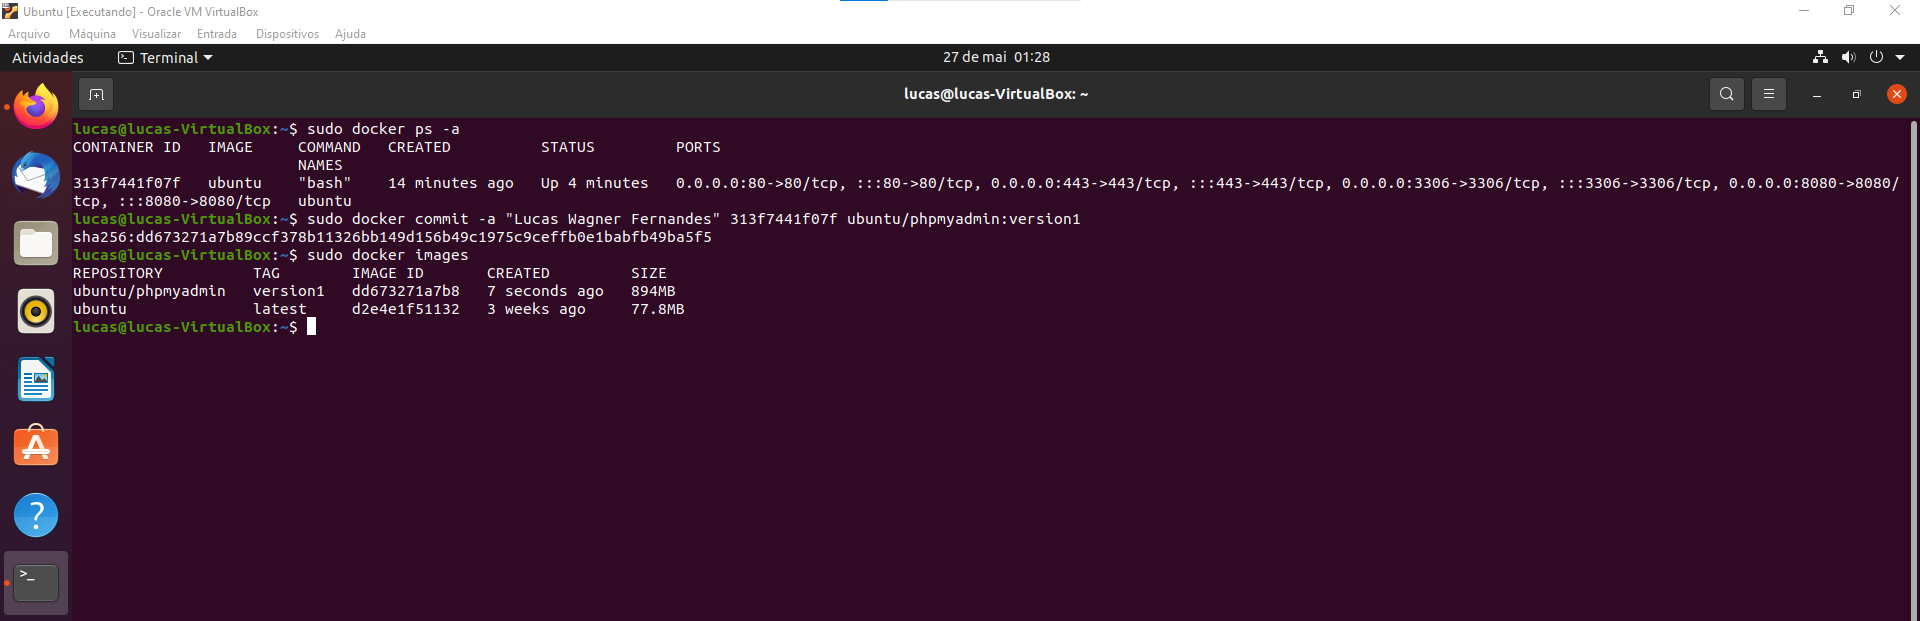 Ubuntu [Executando] - Oracle VM VirtualBox
Arquivo Máquina Visualizar Entrada Dispositivos Ajuda
Atividades Terminal 27 de mai 01:28
lucas@lucas-VirtualBox: ~
lucas@lucas-VirtualBox:~$ sudo docker ps -a
CONTAINER ID   IMAGE     COMMAND   CREATED          STATUS         PORTS
                         NAMES
313f7441f07f   ubuntu    "bash"    14 minutes ago   Up 4 minutes   0.0.0.0:80->80/tcp, :::80->80/tcp, 0.0.0.0:443->443/tcp, :::443->443/tcp, 0.0.0.0:3306->3306/tcp, :::3306->3306/tcp, 0.0.0.0:8080->8080/
tcp, :::8080->8080/tcp   ubuntu
lucas@lucas-VirtualBox:~$ sudo docker commit -a "Lucas Wagner Fernandes" 313f7441f07f ubuntu/phpmyadmin:version1
sha256:dd673271a7b89ccf378b11326bb149d156b49c1975c9ceffb0e1babfb49ba5f5
lucas@lucas-VirtualBox:~$ sudo docker images
REPOSITORY          TAG        IMAGE ID       CREATED         SIZE
ubuntu/phpmyadmin   version1   dd673271a7b8   7 seconds ago   894MB
ubuntu              latest     d2e4e1f51132   3 weeks ago     77.8MB
lucas@lucas-VirtualBox:~$